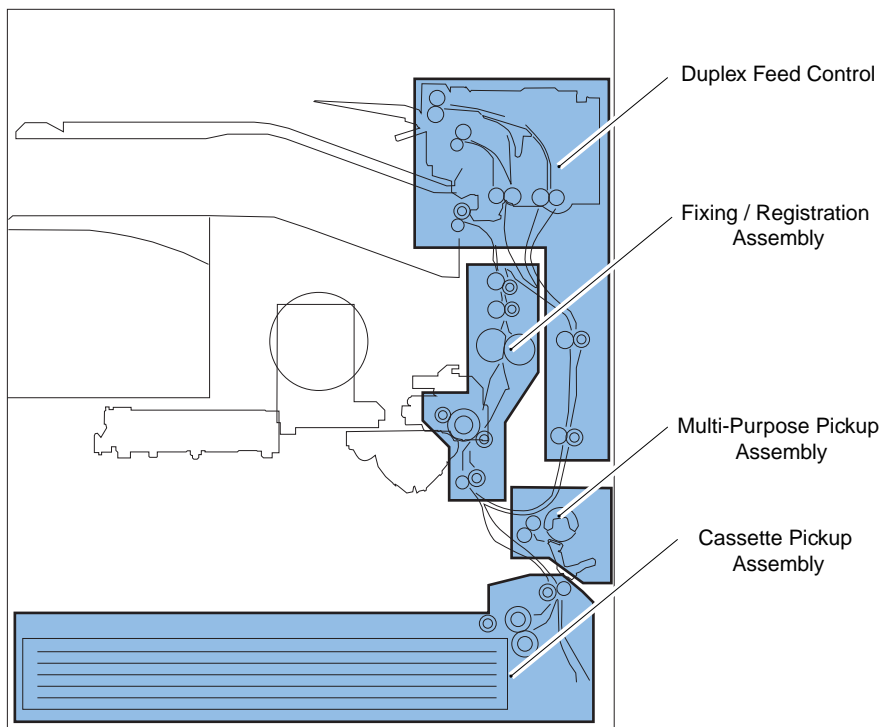 Duplex Feed Control
Fixing / Registration
Assembly
Multi-Purpose Pickup
Assembly
Cassette Pickup
Assembly